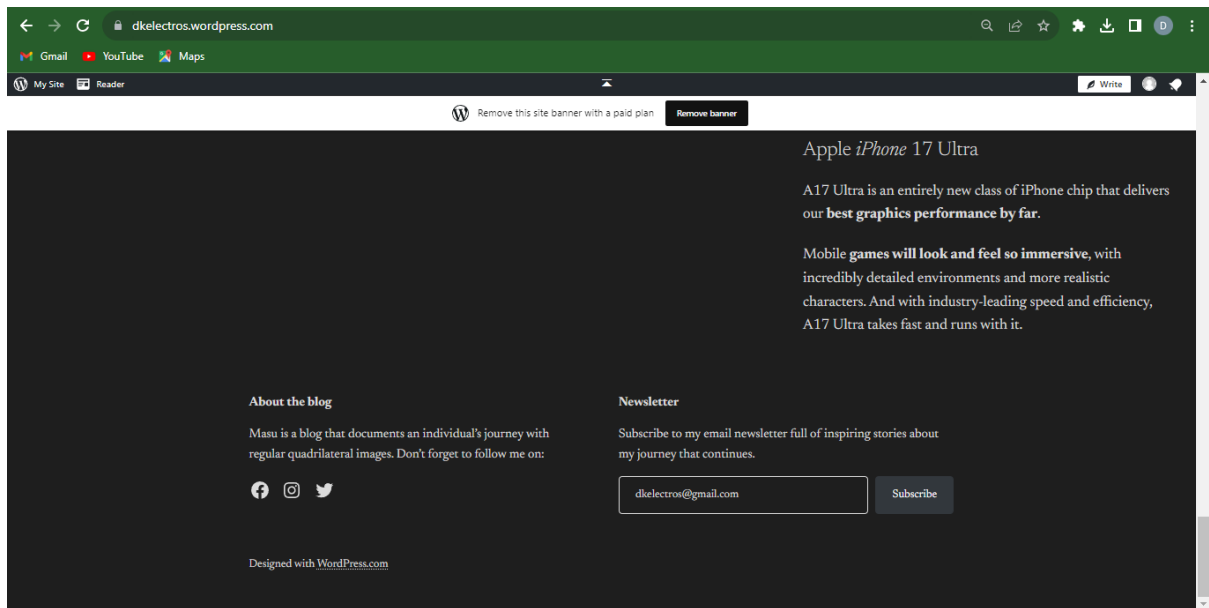 dkelectros.wordpress.com
Gmail YouTube Maps
D
My Site Reader Write
Remove this site banner with a paid plan Remove banner
Apple iPhone 17 Ultra
A17 Ultra is an entirely new class of iPhone chip that delivers
our best graphics performance by far.
Mobile games will look and feel so immersive, with
incredibly detailed environments and more realistic
characters. And with industry-leading speed and efficiency,
A17 Ultra takes fast and runs with it.
About the blog
Masu is a blog that documents an individual’s journey with
regular quadrilateral images. Don’t forget to follow me on:
Newsletter
Subscribe to my email newsletter full of inspiring stories about
my journey that continues.
dkelectros@gmail.com Subscribe
Designed with WordPress.com